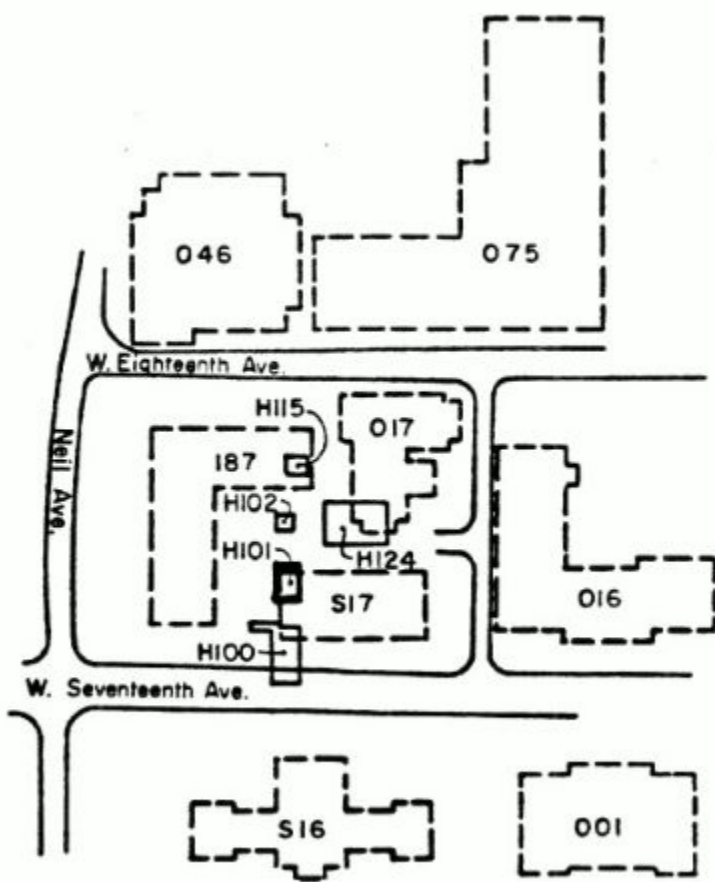 046
075
W. Eighteenth Ave.
H115
017
187
Neil Ave.
H102
H101
H124
S17
016
H100
W. Seventeenth Ave.
S16
001